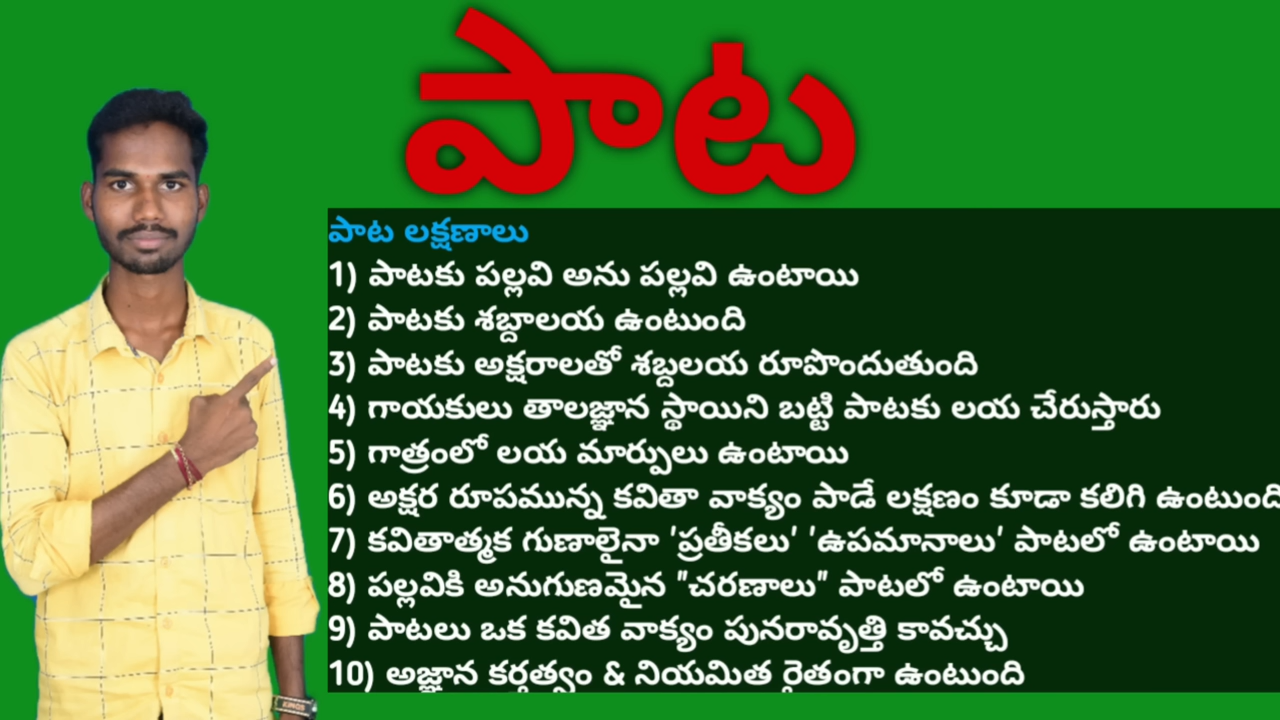 పాట
పాట లక్షణాలు
1) పాటకు పల్లవి అను పల్లవి ఉంటాయి
2) పాటకు శబ్దాలయ ఉంటుంది
3) పాటకు అక్షరాలతో శబ్దలయ రూపొందుతుంది
4) గాయకులు తాలజ్ఞాన స్థాయిని బట్టి పాటకు లయ చేరుస్తారు
5) గాత్రంలో లయ మార్పులు ఉంటాయి
6) అక్షర రూపమున్న కవితా వాక్యం పాడే లక్షణం కూడా కలిగి ఉంటుంది
7) కవితాత్మక గుణాలైనా 'ప్రతీకలు' 'ఉపమానాలు' పాటలో ఉంటాయి
8) పల్లవికి అనుగుణమైన "చరణాలు" పాటలో ఉంటాయి
9) పాటలు ఒక కవిత వాక్యం పునరావృత్తి కావచ్చు
10) అజ్ఞాన కర్తత్వం & నియమిత రైతంగా ఉంటుంది